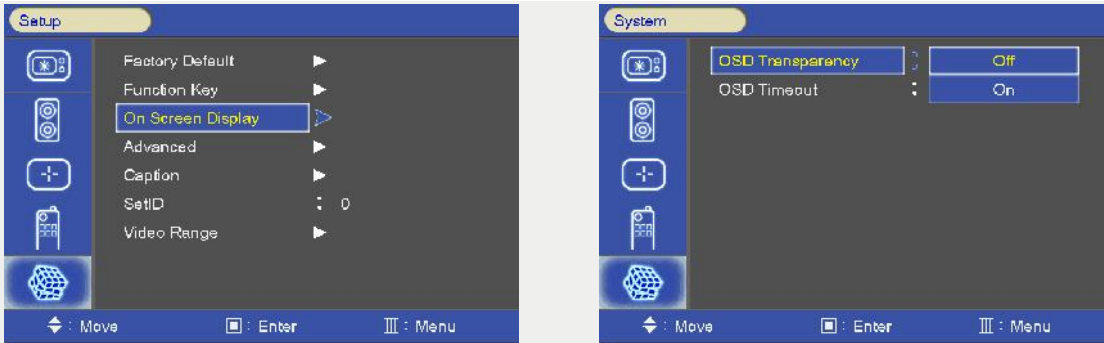 Setup
Factory Default
Function Key
On Screen Display
Advanced
Caption
SetID : 0
Video Range
: Move : Enter : Menu
System
OSD Transparency : Off
OSD Timeout : On
: Move : Enter : Menu